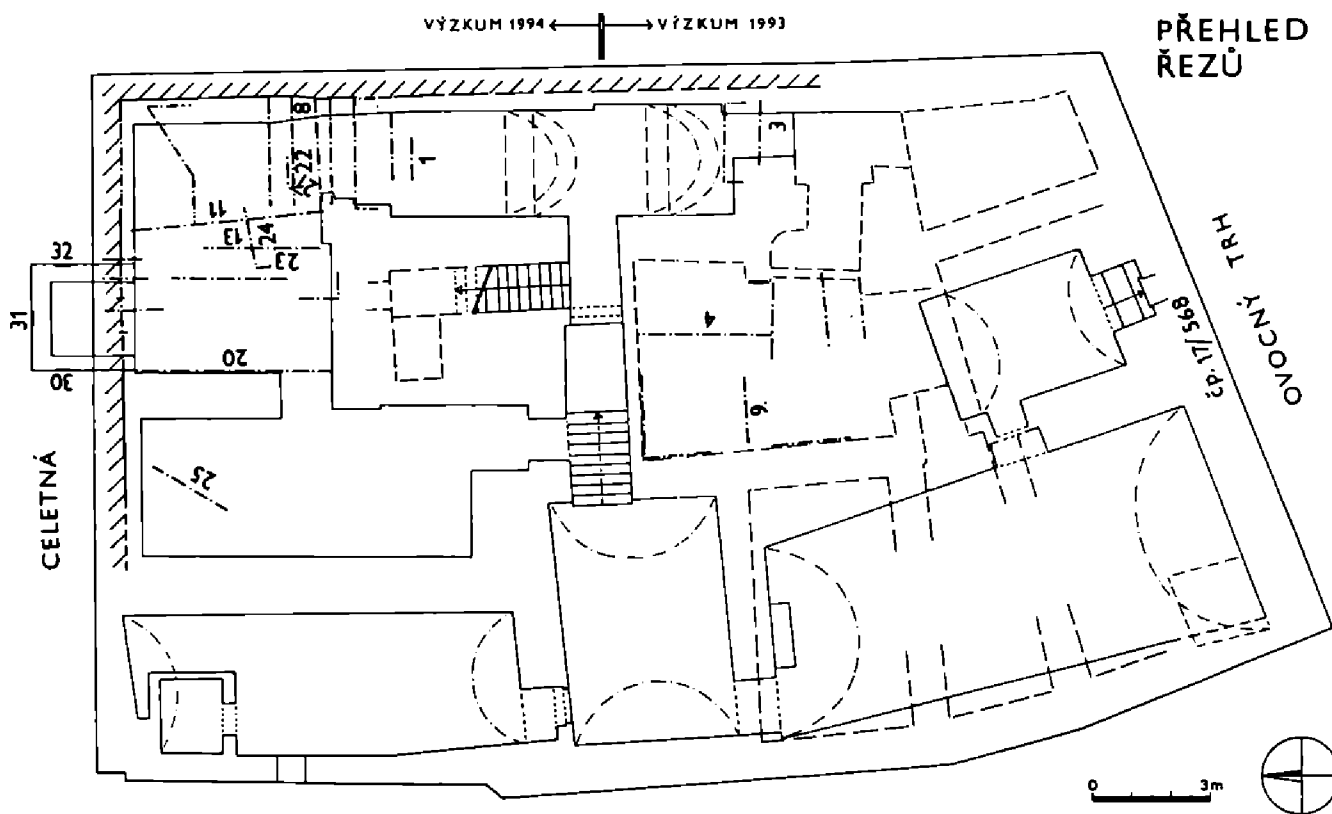 VÝZKUM 1994
VÝZKUM 1993
PŘEHLED
ŘEZŮ
8
22
1
3
11
13
24
23
32
31
30
20
4
9
25
CELETNÁ
OVOCNÝ TRH
čp. 17/568
0 3m